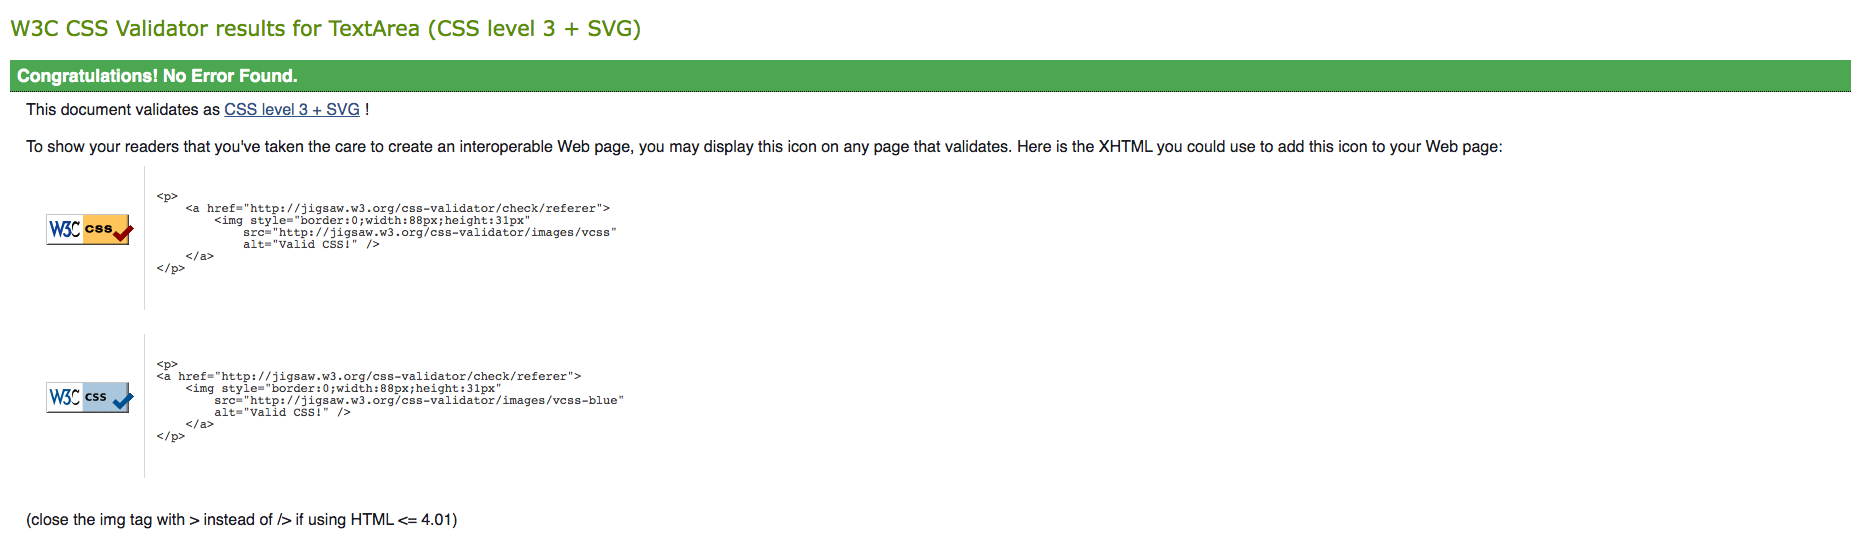 W3C CSS Validator results for TextArea (CSS level 3 + SVG)
Congratulations! No Error Found.
This document validates as CSS level 3 + SVG !
To show your readers that you've taken the care to create an interoperable Web page, you may display this icon on any page that validates. Here is the XHTML you could use to add this icon to your Web page:
W3C css
<p>
    <a href="http://jigsaw.w3.org/css-validator/check/referer">
        <img style="border:0;width:88px;height:31px"
            src="http://jigsaw.w3.org/css-validator/images/vcss"
            alt="Valid CSS!" />
    </a>
</p>
W3C css
<p>
<a href="http://jigsaw.w3.org/css-validator/check/referer">
    <img style="border:0;width:88px;height:31px"
        src="http://jigsaw.w3.org/css-validator/images/vcss-blue"
        alt="Valid CSS!" />
    </a>
</p>
(close the img tag with > instead of /> if using HTML <= 4.01)